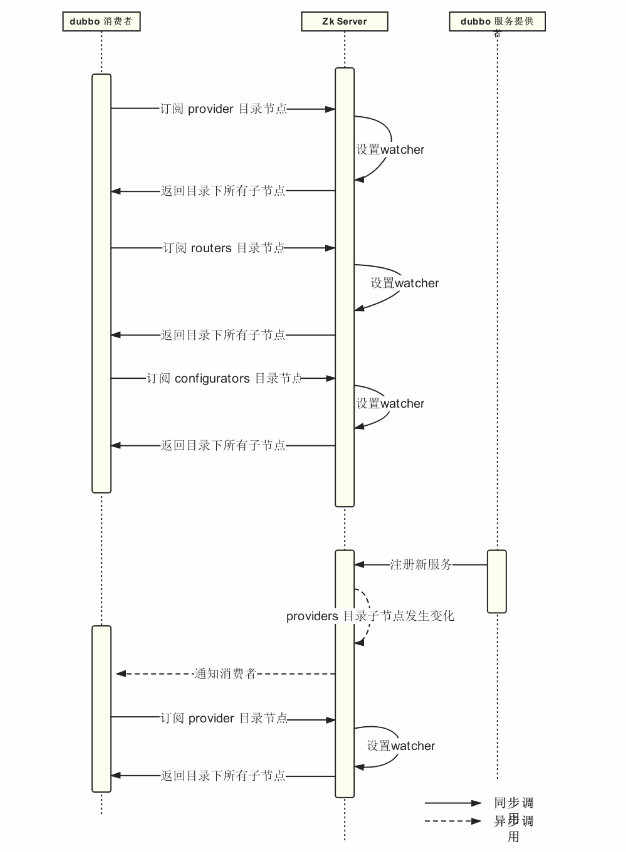 dubbo 消费者
Zk Server
dubbo 服务提供
者
订阅 provider 目录节点
设置watcher
返回目录下所有子节点
订阅 routers 目录节点
设置watcher
返回目录下所有子节点
订阅 configurators 目录节点
设置watcher
返回目录下所有子节点
注册新服务
providers 目录子节点发生变化
通知消费者
订阅 provider 目录节点
设置watcher
返回目录下所有子节点
同步调
用
异步调
用